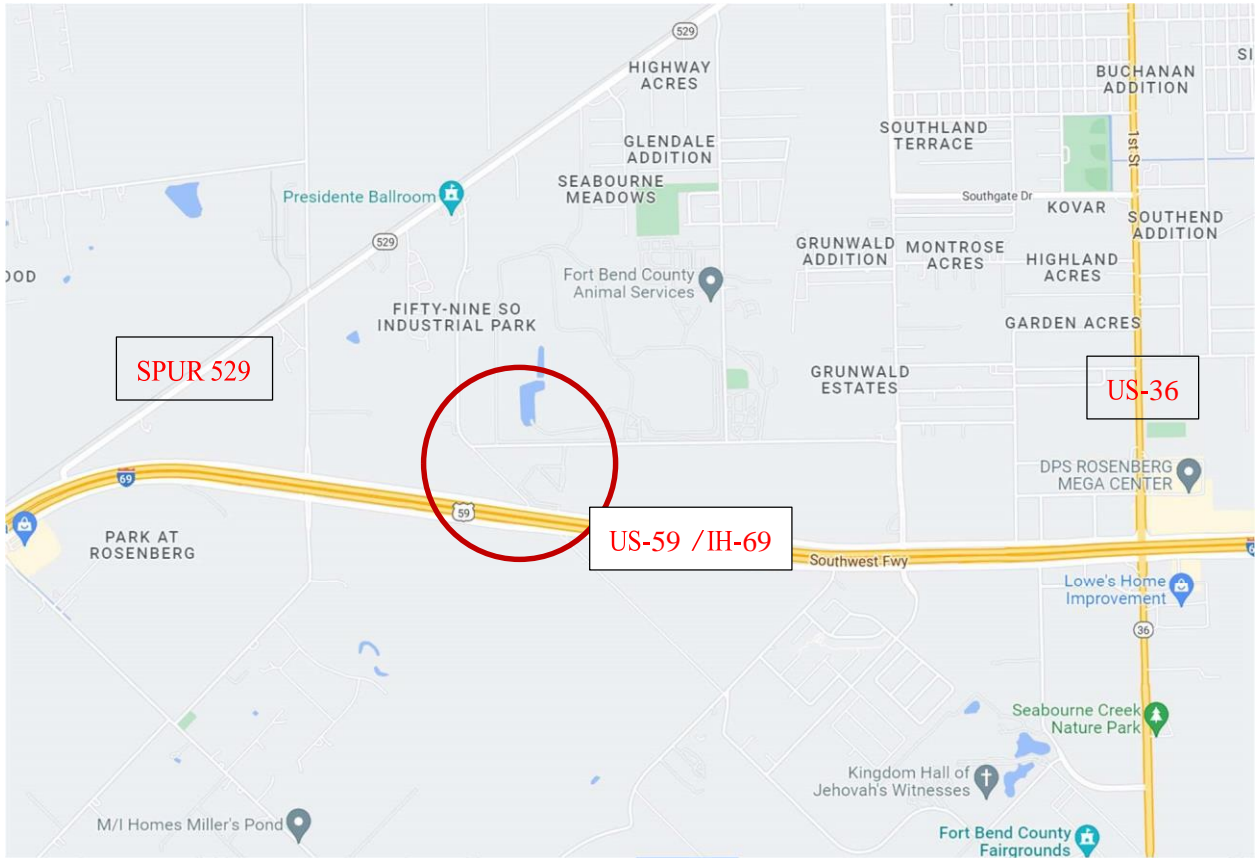 529
HIGHWAY
ACRES
BUCHANAN
ADDITION
SI
GLENDALE
ADDITION
SOUTHLAND
TERRACE
1st St
SEABOURNE
MEADOWS
Presidente Ballroom
Southgate Dr
KOVAR
SOUTHEND
ADDITION
529
GRUNWALD
ADDITION
MONTROSE
ACRES
HIGHLAND
ACRES
OOD
Fort Bend County
Animal Services
FIFTY-NINE SO
INDUSTRIAL PARK
GARDEN ACRES
SPUR 529
GRUNWALD
ESTATES
US-36
DPS ROSENBERG
MEGA CENTER
69
59
PARK AT
ROSENBERG
US-59 / IH-69
Southwest Fwy
6
Lowe's Home
Improvement
36
Seabourne Creek
Nature Park
Kingdom Hall of
Jehovah's Witnesses
M/I Homes Miller's Pond
Fort Bend County
Fairgrounds